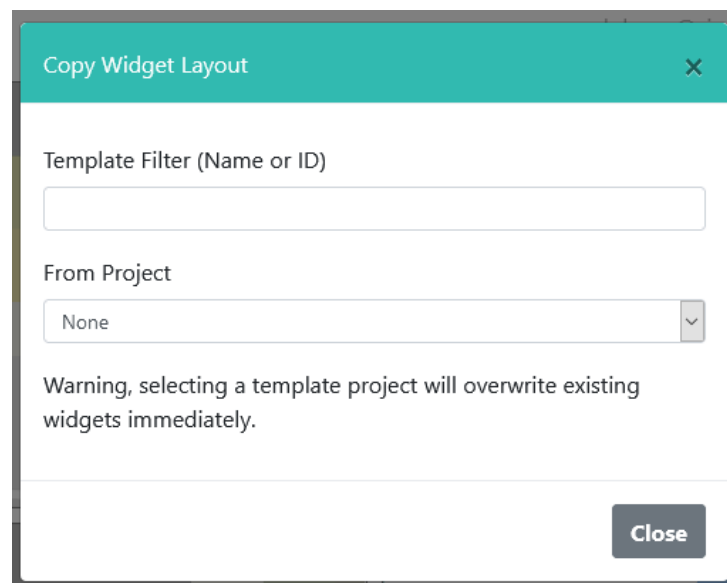 Copy Widget Layout
Template Filter (Name or ID)
From Project
None
Warning, selecting a template project will overwrite existing
widgets immediately.
Close